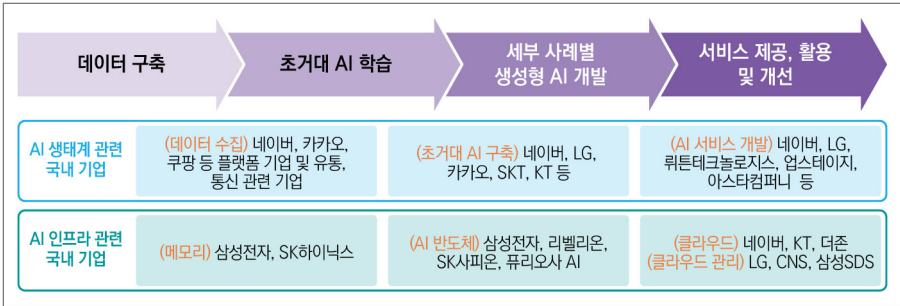 데이터 구축
초거대 AI 학습
세부 사례별
생성형 AI 개발
서비스 제공, 활용
및 개선
AI 생태계 관련
국내 기업
(데이터 수집) 네이버, 카카오,
쿠팡 등 플랫폼 기업 및 유통,
통신 관련 기업
(초거대 AI 구축) 네이버, LG,
카카오, SKT, KT 등
(AI 서비스 개발) 네이버, LG,
뤼튼테크놀로지스, 업스테이지,
아스타컴퍼니 등
AI 인프라 관련
국내 기업
(메모리) 삼성전자, SK하이닉스
(AI 반도체) 삼성전자, 리벨리온,
SK사피온, 퓨리오사 AI
(클라우드) 네이버, KT, 더존
(클라우드 관리) LG, CNS, 삼성SDS